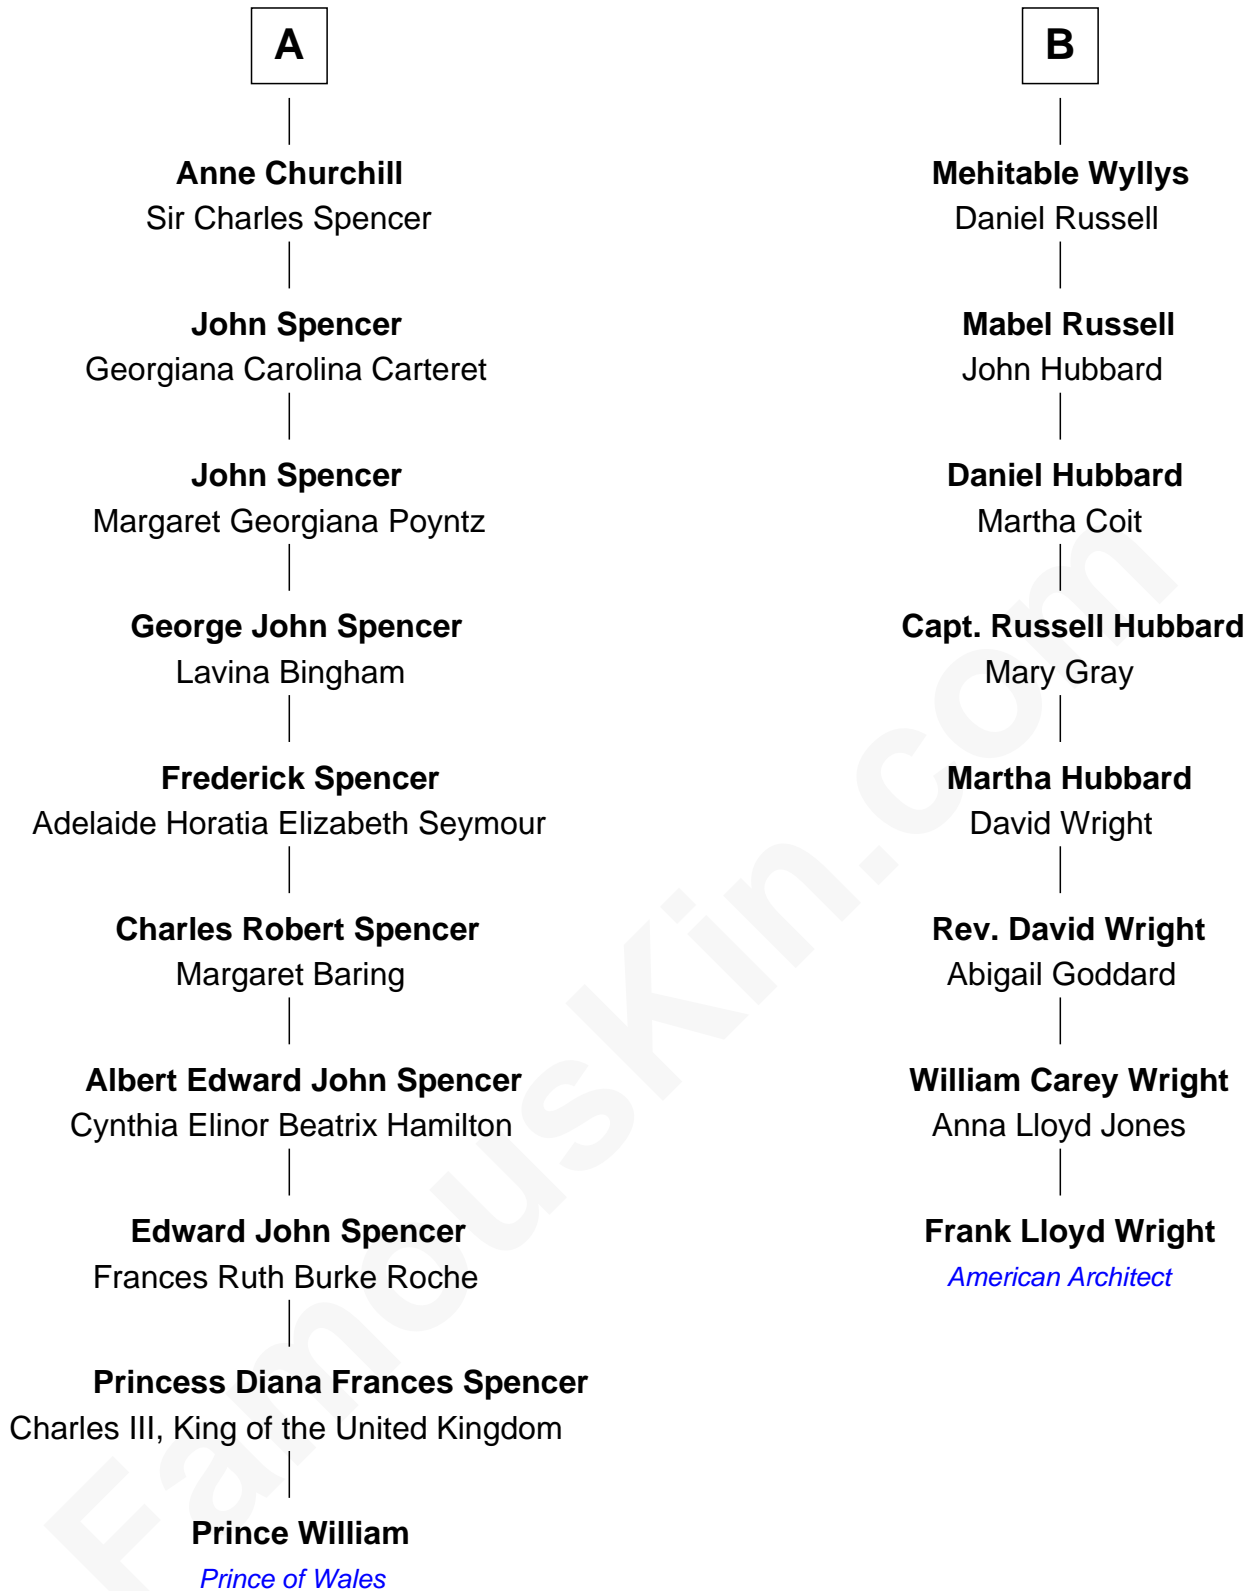 A
Anne Churchill
Sir Charles Spencer
John Spencer
Georgiana Carolina Carteret
John Spencer
Margaret Georgiana Poyntz
George John Spencer
Lavina Bingham
Frederick Spencer
Adelaide Horatia Elizabeth Seymour
Charles Robert Spencer
Margaret Baring
Albert Edward John Spencer
Cynthia Elinor Beatrix Hamilton
Edward John Spencer
Frances Ruth Burke Roche
Princess Diana Frances Spencer
Charles III, King of the United Kingdom
Prince William
Prince of Wales
B
Mehitable Wyllys
Daniel Russell
Mabel Russell
John Hubbard
Daniel Hubbard
Martha Coit
Capt. Russell Hubbard
Mary Gray
Martha Hubbard
David Wright
Rev. David Wright
Abigail Goddard
William Carey Wright
Anna Lloyd Jones
Frank Lloyd Wright
American Architect
FamousKin.com